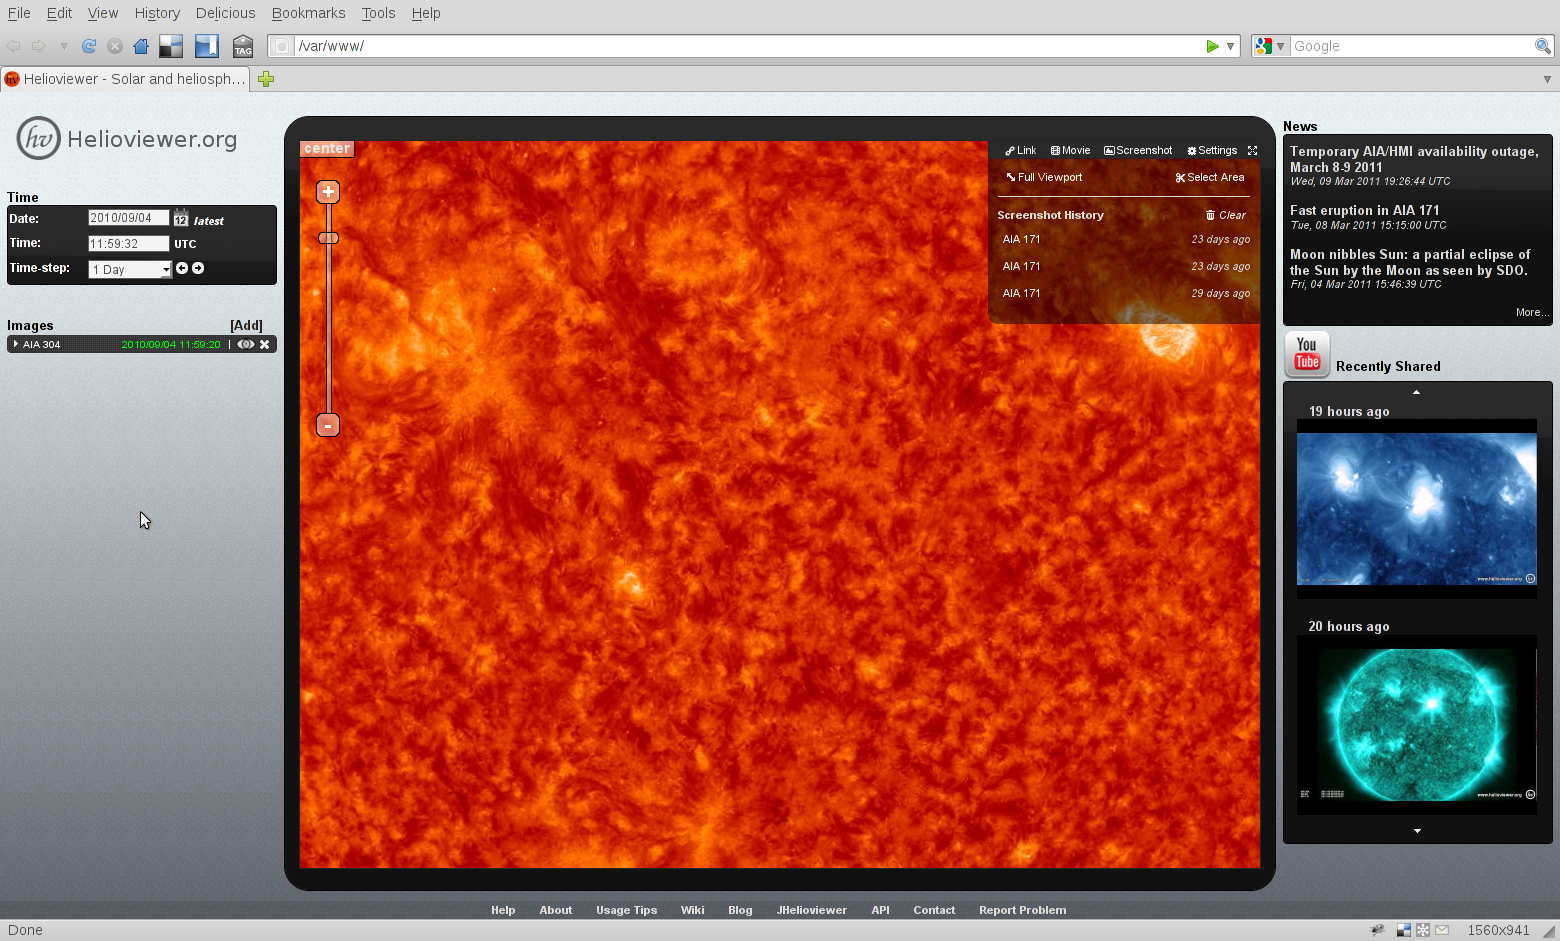 File Edit View History Delicious Bookmarks Tools Help
TAG
/var/www/
Google
Helioviewer - Solar and heliosph...
hv Helioviewer.org
Time
Date: 2010/09/04 12 latest
Time: 11:59:32 UTC
Time-step: 1 Day
Images [Add]
AIA 304 2010/09/04 11:59:20
center
+
-
Link Movie Screenshot Settings
Full Viewport Select Area
Screenshot History Clear
AIA 171 23 days ago
AIA 171 23 days ago
AIA 171 29 days ago
News
Temporary AIA/HMI availability outage,
March 8-9 2011
Wed, 09 Mar 2011 19:26:44 UTC
Fast eruption in AIA 171
Tue, 08 Mar 2011 15:15:00 UTC
Moon nibbles Sun: a partial eclipse of
the Sun by the Moon as seen by SDO.
Fri, 04 Mar 2011 15:46:39 UTC
More...
You Tube Recently Shared
19 hours ago
www.helioviewer.org
20 hours ago
www.helioviewer.org
Help About Usage Tips Wiki Blog JHelioviewer API Contact Report Problem
Done
1560x941